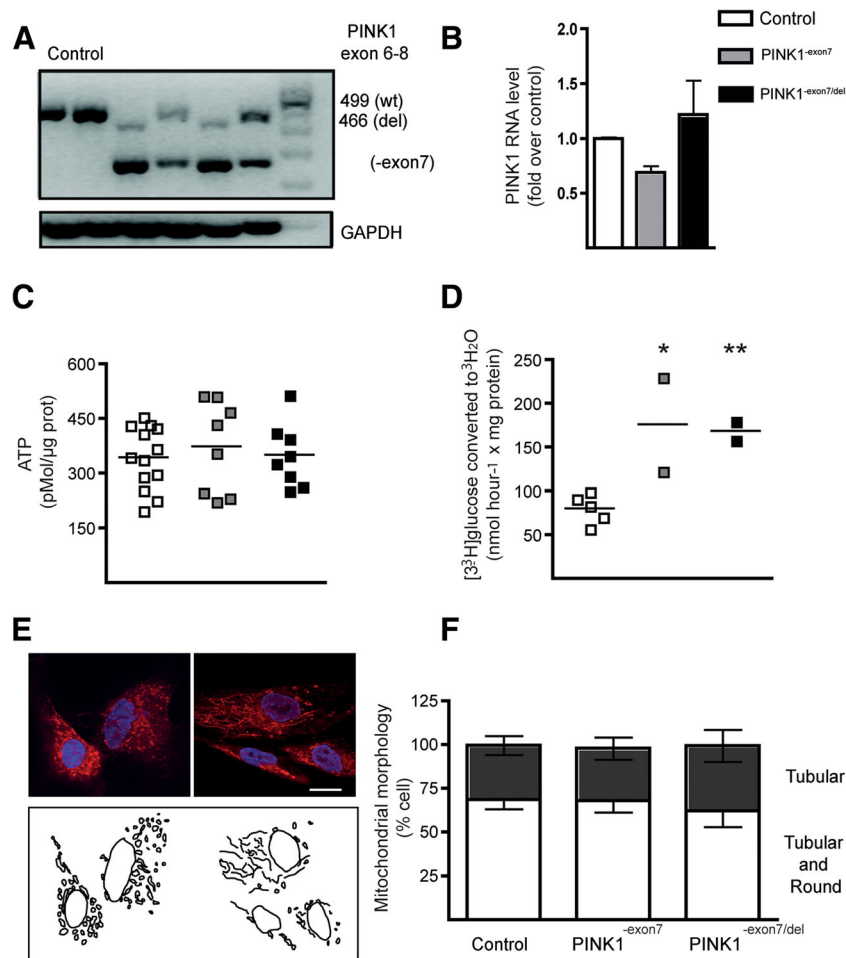 A
Control
PINK1
exon 6-8
499 (wt)
466 (del)
(-exon7)
GAPDH
B
PINK1 RNA level
(fold over control)
2.0
1.5
1.0
0.5
Control
PINK1-exon7
PINK1-exon7/del
C
ATP
(pMol/µg prot)
600
450
300
150
D
[3-3H]glucose converted to3H2O
(nmol hour-1 x mg protein)
250
200
150
100
50
*
**
E
F
Mitochondrial morphology
(% cell)
125
100
75
50
25
Tubular
Tubular
and
Round
Control
PINK1-exon7
PINK1-exon7/del